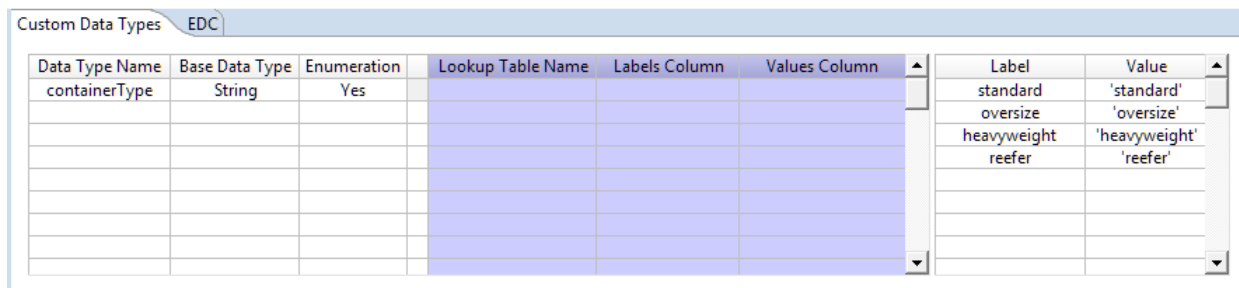 Custom Data Types EDC
Data Type Name Base Data Type Enumeration Lookup Table Name Labels Column Values Column Label Value
containerType String Yes standard 'standard'
oversize 'oversize'
heavyweight 'heavyweight'
reefer 'reefer'